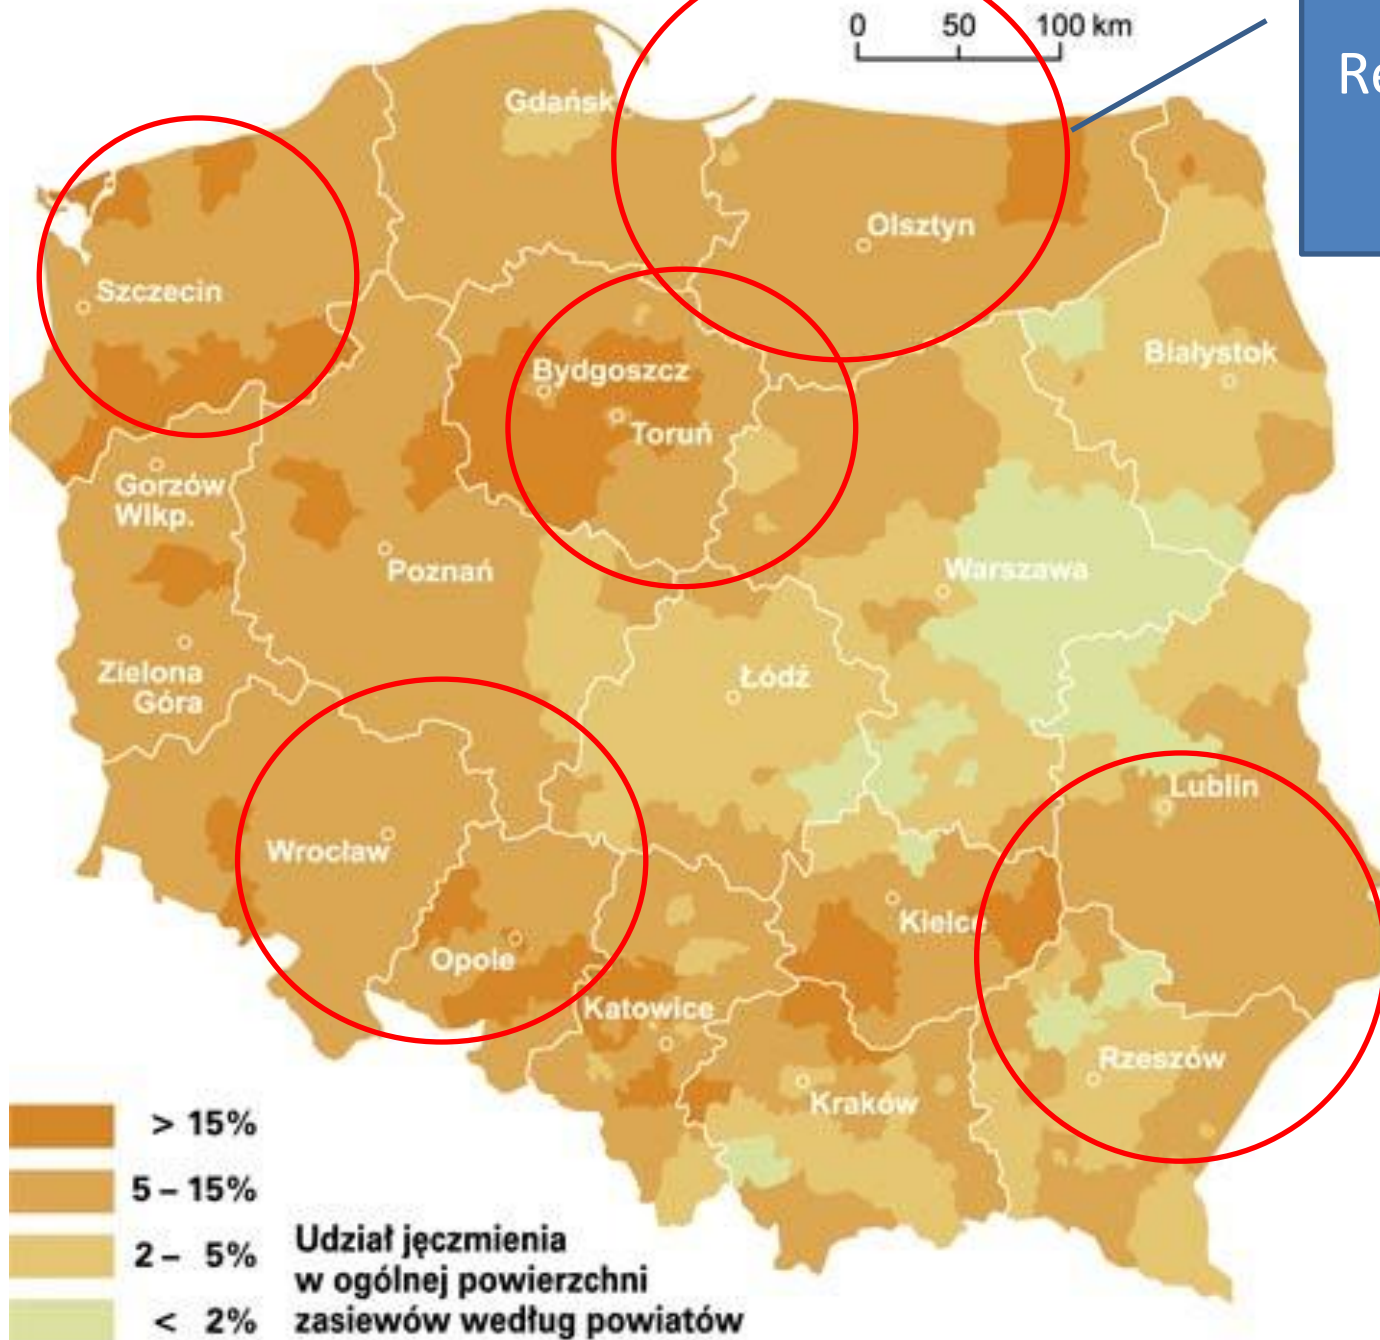 0 50 100 km
Gdańsk
Olsztyn
Szczecin
Bydgoszcz
Toruń
Białystok
Gorzów
Wlkp.
Poznań
Warszawa
Zielona
Góra
Łódź
Lublin
Wrocław
Kielce
Opole
Katowice
Rzeszów
Kraków
> 15%
5 – 15%
2 – 5%
< 2%
Udział jęczmienia
w ogólnej powierzchni
zasiewów według powiatów